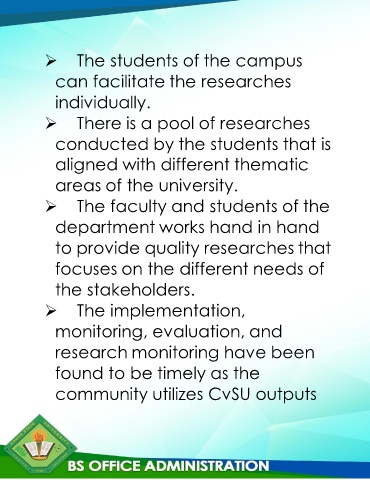 ➢ The students of the campus
can facilitate the researches
individually.
➢ There is a pool of researches
conducted by the students that is
aligned with different thematic
areas of the university.
➢ The faculty and students of the
department works hand in hand
to provide quality researches that
focuses on the different needs of
the stakeholders.
➢ The implementation,
monitoring, evaluation, and
research monitoring have been
found to be timely as the
community utilizes CvSU outputs
BS OFFICE ADMINISTRATION